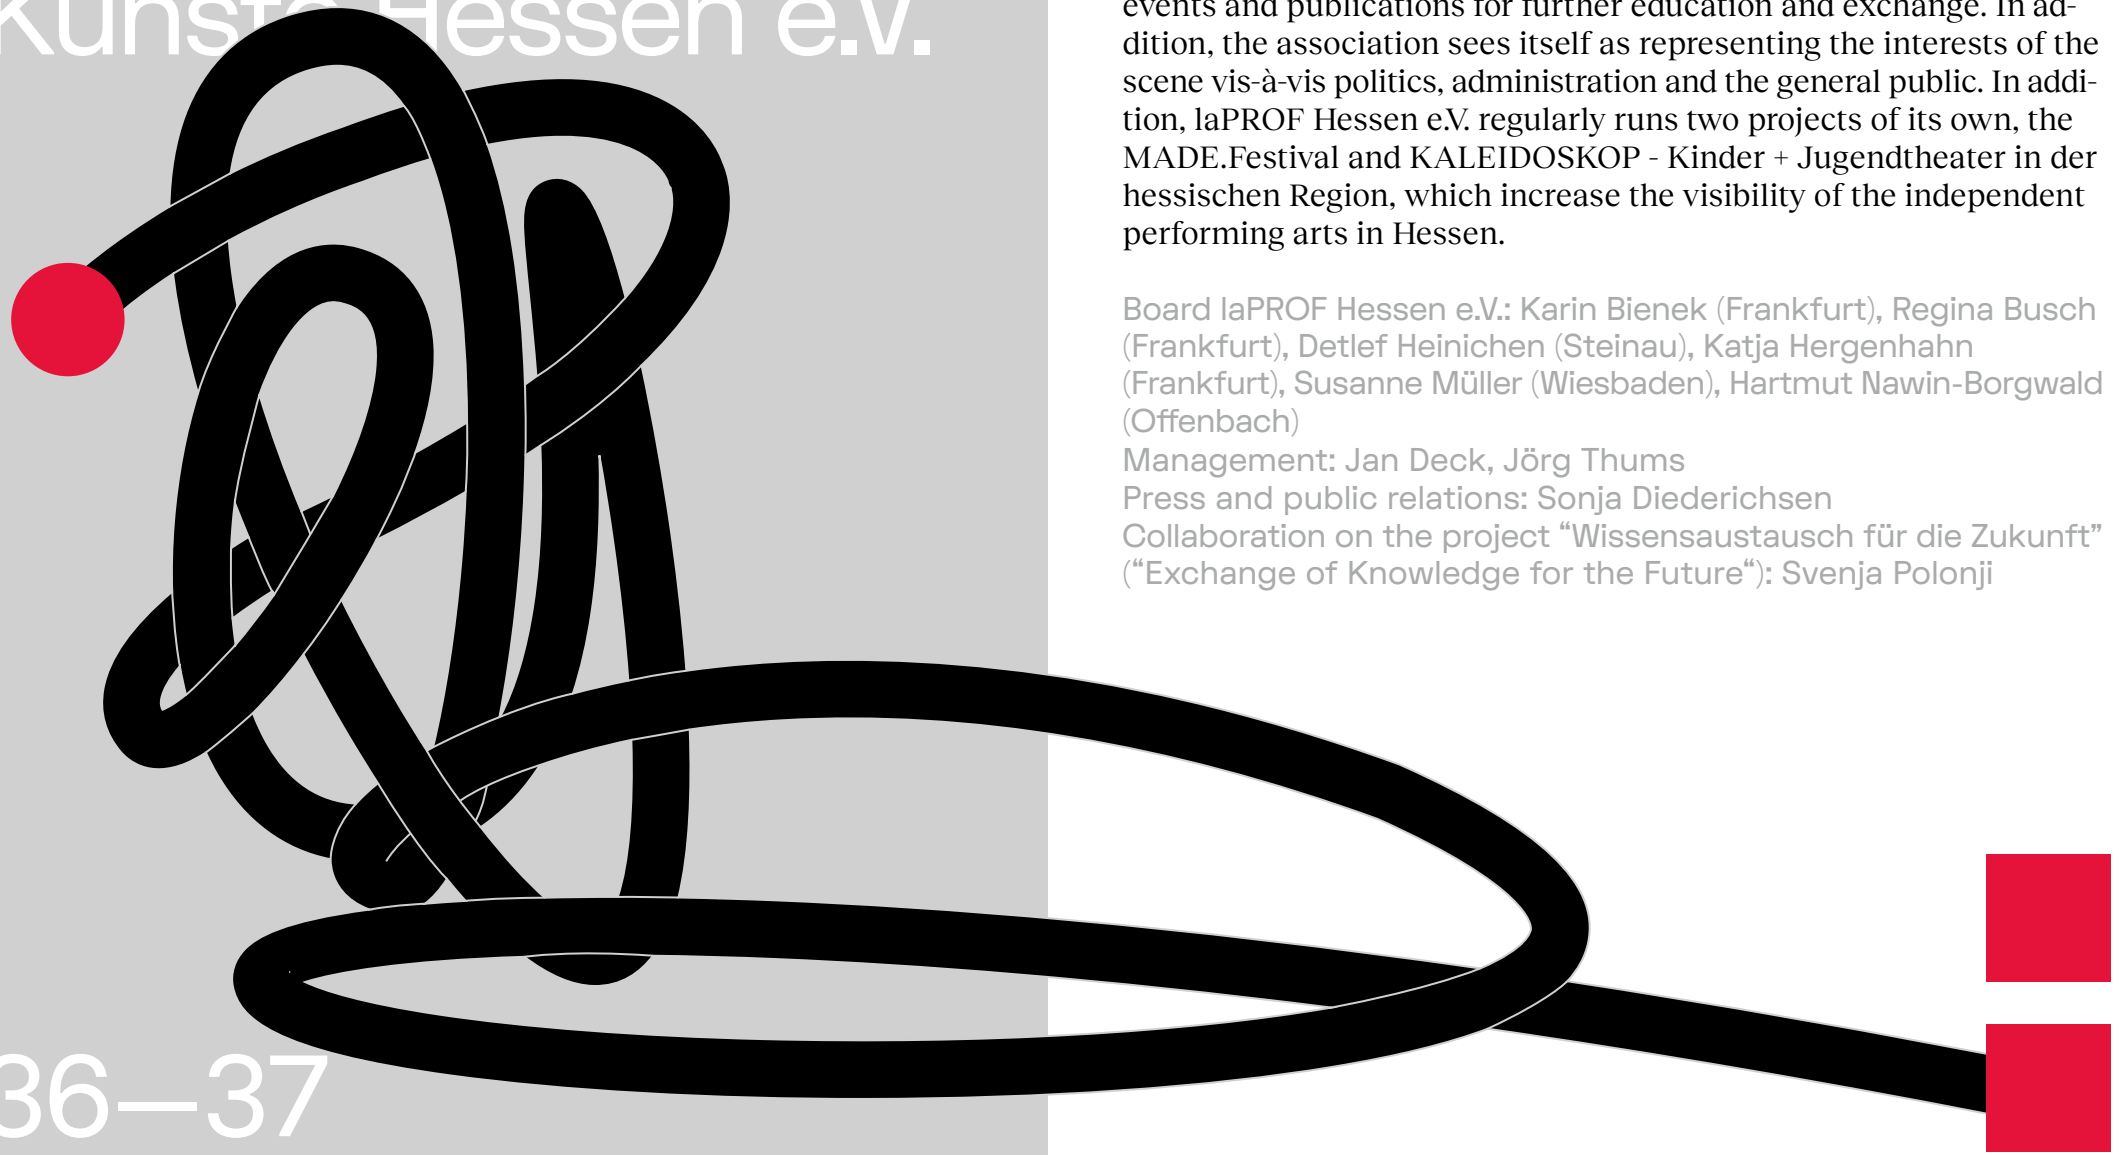 Künste Hessen e.V.
events and publications for further education and exchange. In ad-
dition, the association sees itself as representing the interests of the
scene vis-à-vis politics, administration and the general public. In addi-
tion, laPROF Hessen e.V. regularly runs two projects of its own, the
MADE.Festival and KALEIDOSKOP - Kinder + Jugendtheater in der
hessischen Region, which increase the visibility of the independent
performing arts in Hessen.
Board laPROF Hessen e.V.: Karin Bienek (Frankfurt), Regina Busch
(Frankfurt), Detlef Heinichen (Steinau), Katja Hergenhahn
(Frankfurt), Susanne Müller (Wiesbaden), Hartmut Nawin-Borgwald
(Offenbach)
Management: Jan Deck, Jörg Thums
Press and public relations: Sonja Diederichsen
Collaboration on the project “Wissensaustausch für die Zukunft”
(“Exchange of Knowledge for the Future“): Svenja Polonji
36—37